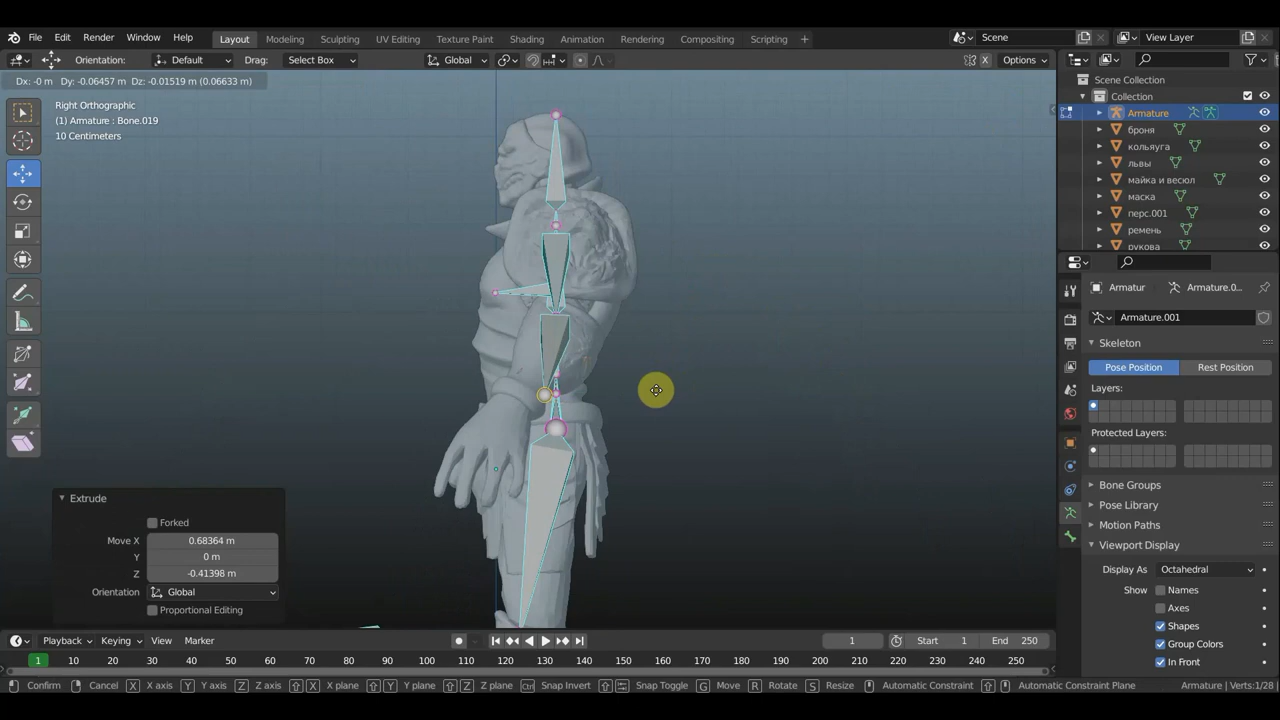 File Edit Render Window Help Layout Modeling Sculpting UV Editing Texture Paint Shading Animation Rendering Compositing Scripting + Scene View Layer
Orientation: Default Drag: Select Box Global X Options
Dx: -0 m Dy: -0.06457 m Dz: -0.01519 m (0.06633 m)
Right Orthographic
(1) Armature : Bone.019
10 Centimeters
Scene Collection
Collection
Armature
броня
кольяуга
львы
майка и весюл
маска
перс.001
ремень
рукова
Armatur Armature.0...
Armature.001
Skeleton
Pose Position Rest Position
Layers:
Protected Layers:
Bone Groups
Pose Library
Motion Paths
Viewport Display
Display As Octahedral
Show Names
Axes
Shapes
Group Colors
In Front
Extrude
Forked
Move X 0.68364 m
Y 0 m
Z -0.41398 m
Orientation Global
Proportional Editing
Playback Keying View Marker 1 Start 1 End 250
1 10 20 30 40 50 60 70 80 90 100 110 120 130 140 150 160 170 180 190 200 210 220 230 240 250
Confirm Cancel X X axis Y Y axis Z Z axis X X plane Y Y plane Z Z plane Ctrl Snap Invert Snap Toggle G Move R Rotate S Resize Automatic Constraint Automatic Constraint Plane Armature | Verts:1/28 |